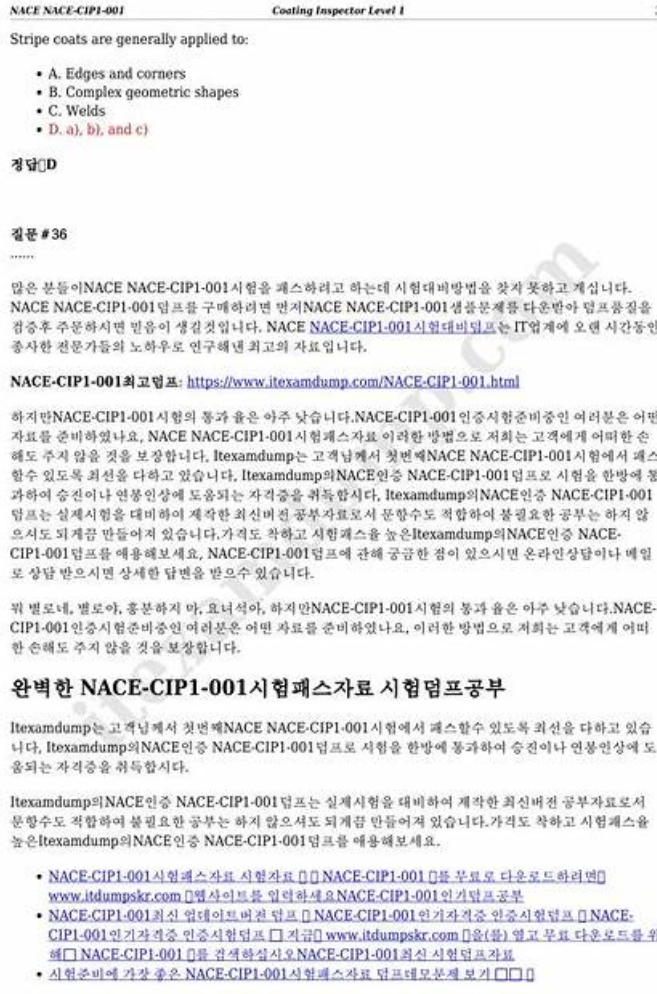 NACE NACE-CIP1-001
Coating Inspector Level 1
Stripe coats are generally applied to:
• A. Edges and corners
• B. Complex geometric shapes
• C. Welds
• D. a), b), and c)
정답▯D
질문 # 36
......
많은 분들이NACE NACE-CIP1-001시험을 패스하려고 하는데 시험대비방법을 찾지 못하고 계십니다.
NACE NACE-CIP1-001덤프를 구매하려면 먼저NACE NACE-CIP1-001샘플문제를 다운받아 덤프품질을
검증후 주문하시면 믿음이 생길것입니다. NACE NACE-CIP1-001시험대비덤프는 IT업계에 오랜 시간동안
종사한 전문가들의 노하우로 연구해낸 최고의 자료입니다.
NACE-CIP1-001최고덤프: https://www.itexamdump.com/NACE-CIP1-001.html
하지만NACE-CIP1-001시험의 통과 율은 아주 낮습니다.NACE-CIP1-001인증시험준비중인 여러분은 어떤
자료를 준비하였나요, NACE NACE-CIP1-001시험패스자료 이러한 방법으로 저희는 고객에게 어떠한 손
해도 주지 않을 것을 보장합니다, Itexamdump는 고객님께서 첫번째NACE NACE-CIP1-001시험에서 패스
할수 있도록 최선을 다하고 있습니다, Itexamdump의NACE인증 NACE-CIP1-001덤프로 시험을 한방에 통
과하여 승진이나 연봉인상에 도움되는 자격증을 취득합시다, Itexamdump의NACE인증 NACE-CIP1-001
덤프는 실제시험을 대비하여 제작한 최신버전 공부자료로서 문항수도 적합하여 불필요한 공부는 하지 않
으셔도 되게끔 만들어져 있습니다.가격도 착하고 시험패스율 높은Itexamdump의NACE인증 NACE-
CIP1-001덤프를 애용해보세요, NACE-CIP1-001덤프에 관해 궁금한 점이 있으시면 온라인상담이나 메일
로 상담 받으시면 상세한 답변을 받으수 있습니다.
뭐 별로네, 별로야, 흥분하지 마, 요녀석아, 하지만NACE-CIP1-001시험의 통과 율은 아주 낮습니다.NACE-
CIP1-001인증시험준비중인 여러분은 어떤 자료를 준비하였나요, 이러한 방법으로 저희는 고객에게 어떠
한 손해도 주지 않을 것을 보장합니다.
완벽한 NACE-CIP1-001시험패스자료 시험덤프공부
Itexamdump는 고객님께서 첫번째NACE NACE-CIP1-001시험에서 패스할수 있도록 최선을 다하고 있습
니다, Itexamdump의NACE인증 NACE-CIP1-001덤프로 시험을 한방에 통과하여 승진이나 연봉인상에 도
움되는 자격증을 취득합시다.
Itexamdump의NACE인증 NACE-CIP1-001덤프는 실제시험을 대비하여 제작한 최신버전 공부자료로서
문항수도 적합하여 불필요한 공부는 하지 않으셔도 되게끔 만들어져 있습니다.가격도 착하고 시험패스율
높은Itexamdump의NACE인증 NACE-CIP1-001덤프를 애용해보세요.
• NACE-CIP1-001시험패스자료 시험자료 ▯ ▯ NACE-CIP1-001 ▯를 무료로 다운로드하려면▯
www.itdumpskr.com ▯웹사이트를 입력하세요NACE-CIP1-001인기덤프공부
• NACE-CIP1-001최신 업데이트버전 덤프 ▯ NACE-CIP1-001인기자격증 인증시험덤프 ▯ NACE-
CIP1-001인기자격증 인증시험덤프 ▯ 지금▯ www.itdumpskr.com ▯을(를) 열고 무료 다운로드를 위
해▯ NACE-CIP1-001 ▯를 검색하십시오NACE-CIP1-001최신 시험덤프자료
• 시험준비에 가장 좋은 NACE-CIP1-001시험패스자료 덤프데모문제 보기 ▯▯ ▯
itexamdump.com